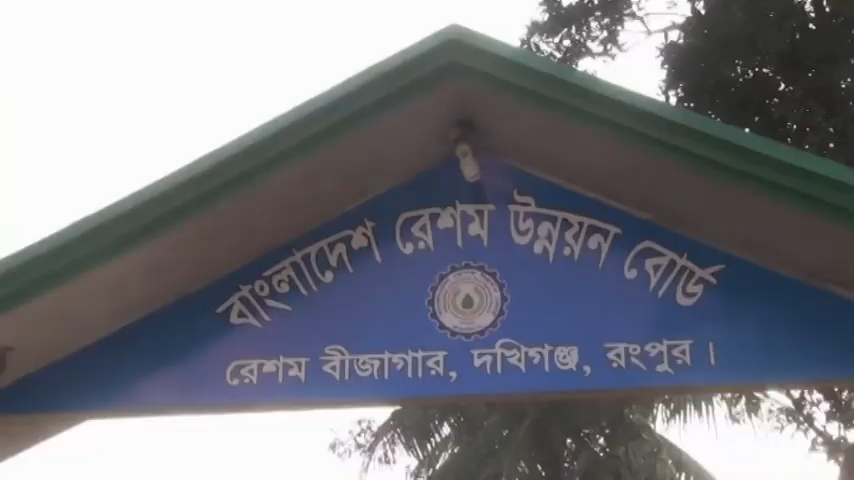 বাংলাদেশ রেশম উন্নয়ন বোর্ড
রেশম বীজাগার, দখিগঞ্জ, রংপুর ।